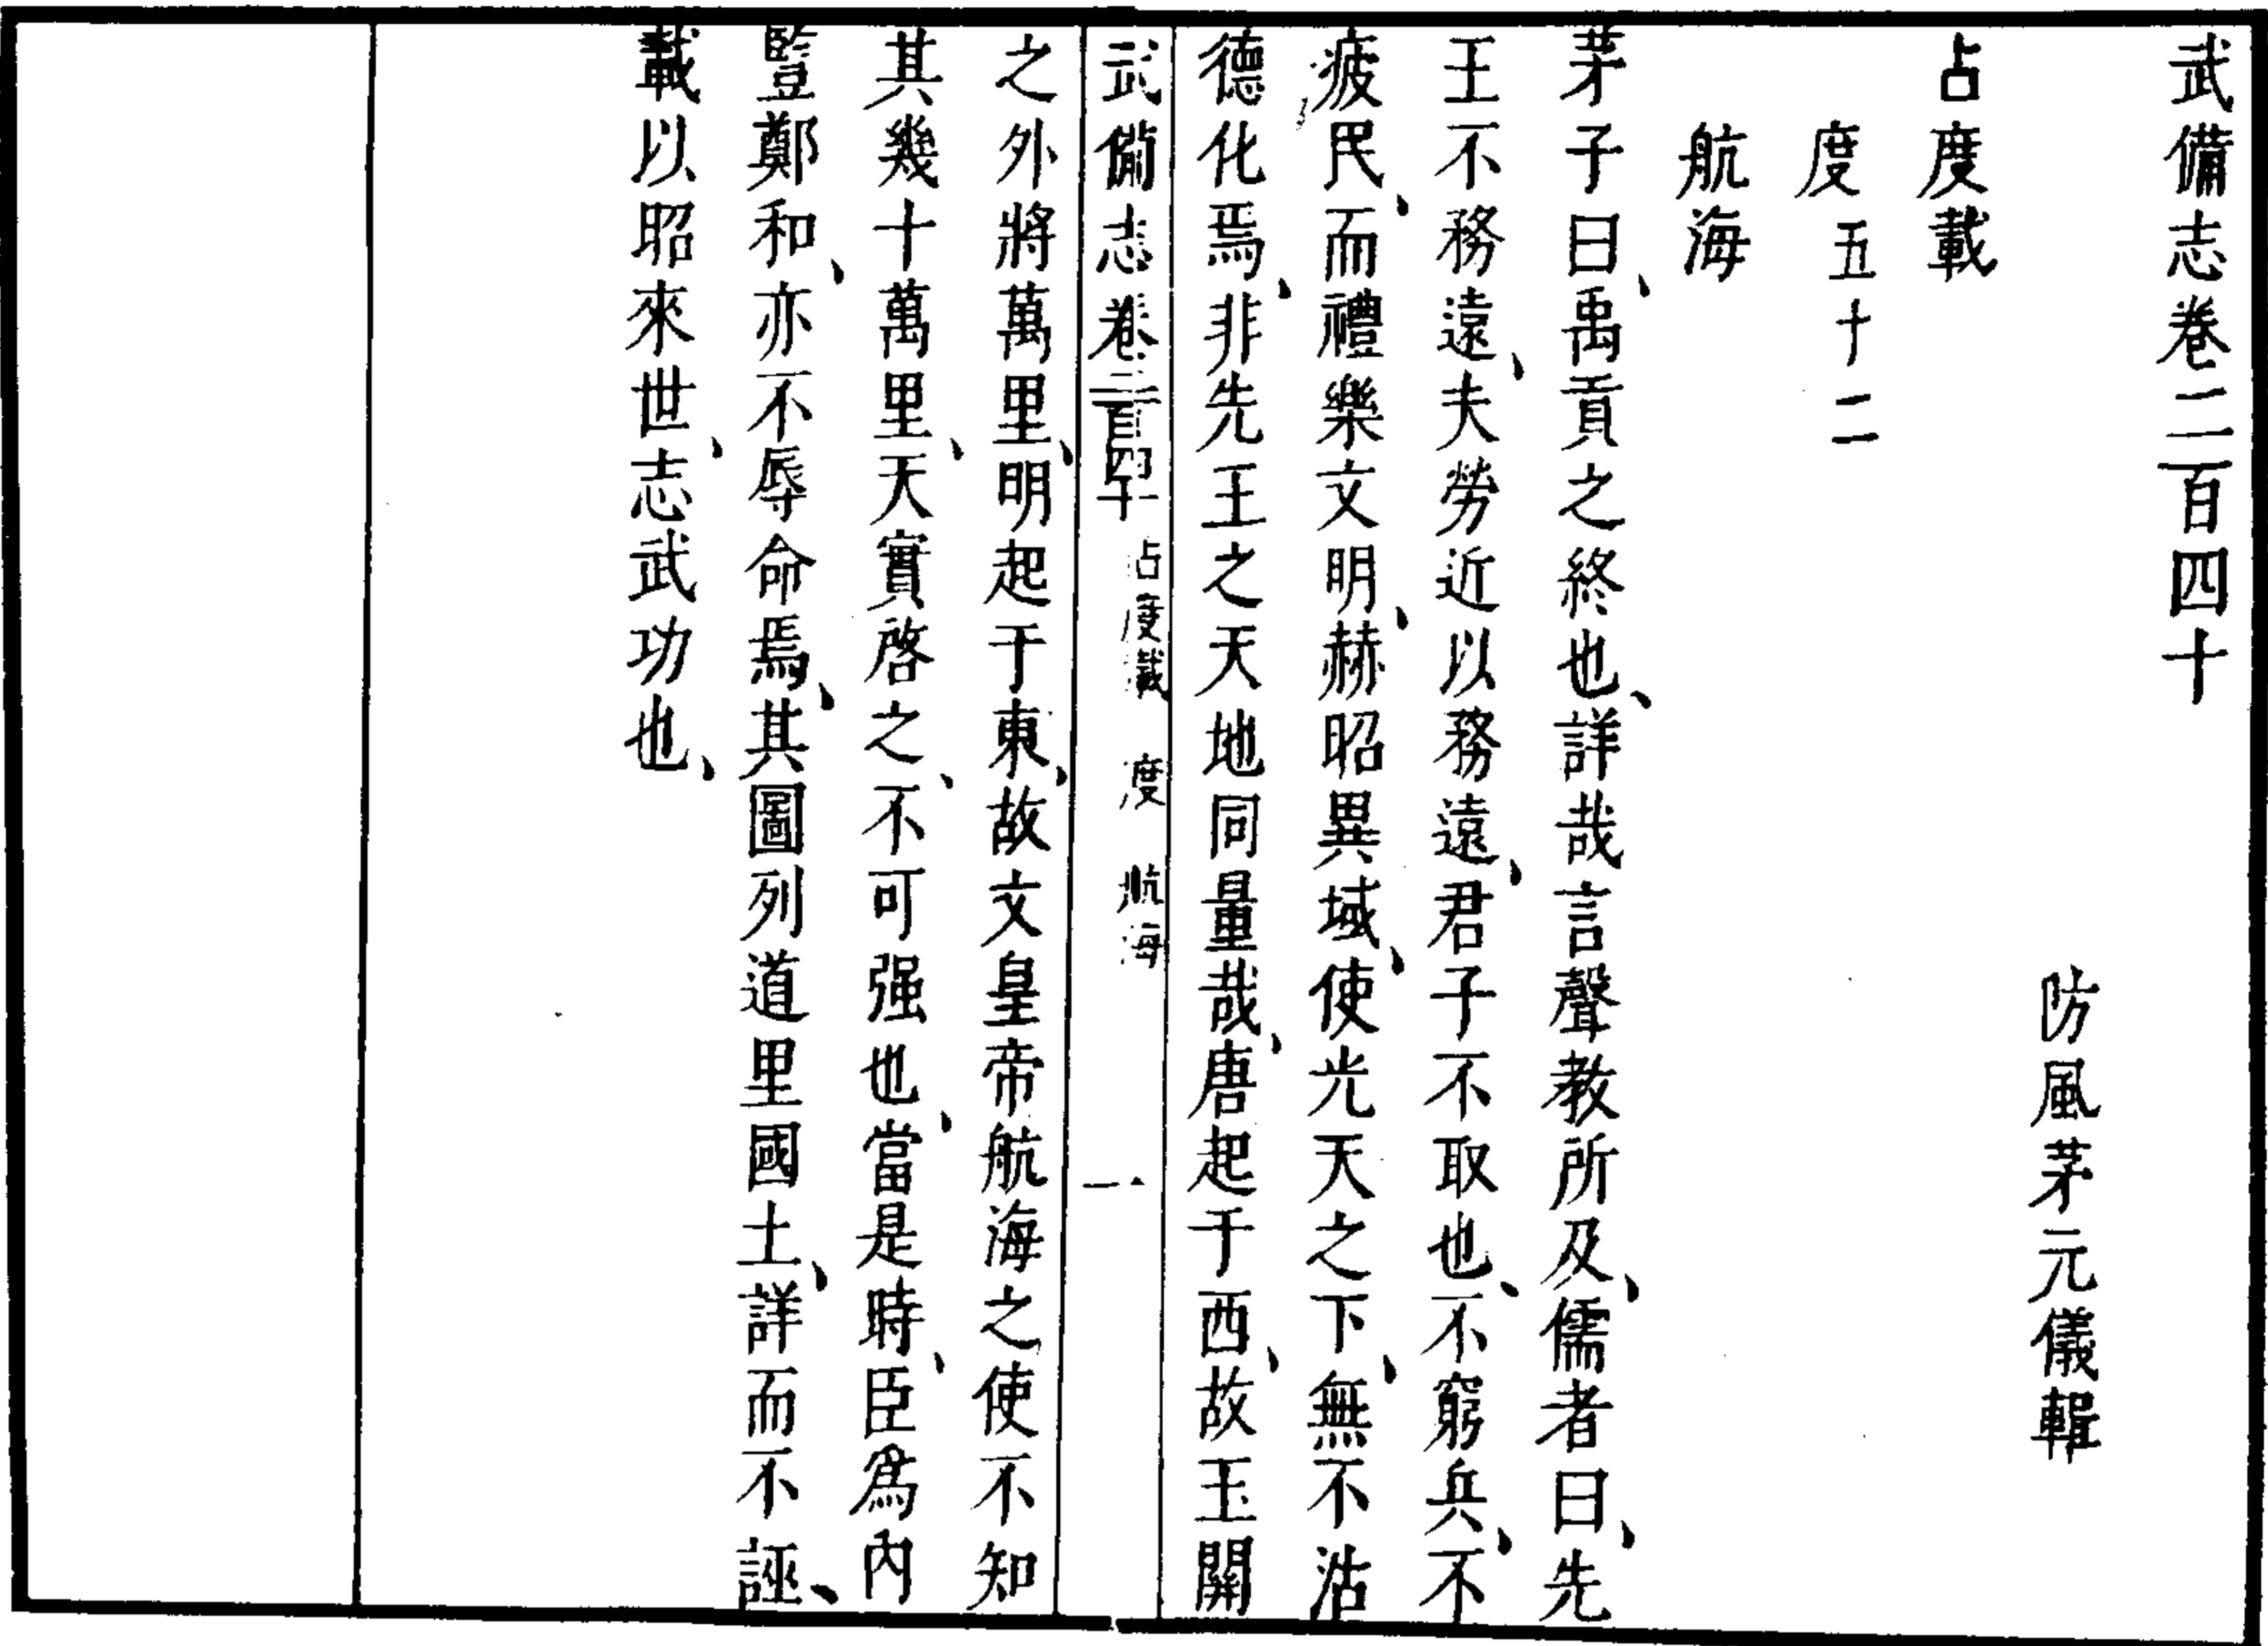 武備志卷二百四十
防風茅元儀輯
占度載
度五十二
航海
茅子曰、禹貢之終也、詳哉言聲教所及、儒者曰、先
王不務遠、夫勞近以務遠、君子不取也、不窮兵、不
疲民、而禮樂文明、赫昭異域、使光天之下、無不沾
德化焉、非先王之天地同量哉、唐起于西、故玉關
武備志卷二百四十 占度載 度 航海 一
之外將萬里、明起于東、故文皇帝航海之使不知
其幾十萬里、天實啓之、不可强也、當是時、臣爲內
豎鄭和、亦不辱命焉、其圖列道里國土、詳而不誣、
載以昭來世、志武功也、